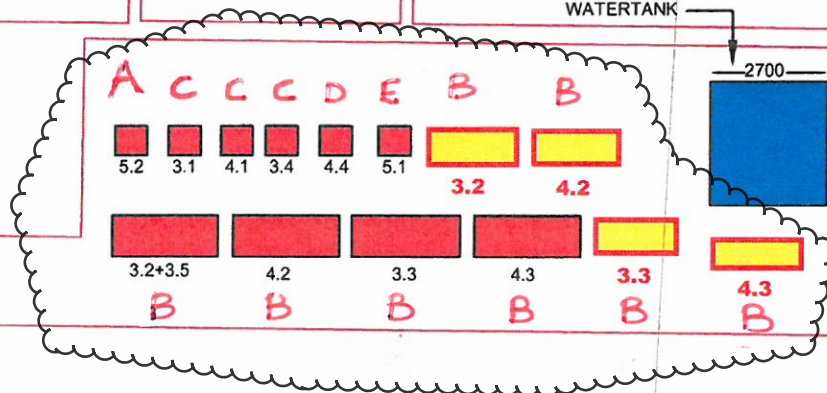 WATERTANK
2700
A C C C D E B B
5.2 3.1 4.1 3.4 4.4 5.1 3.2 4.2
3.2+3.5 4.2 3.3 4.3 3.3 4.3
B B B B B B